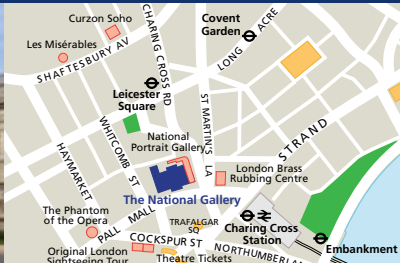 Curzon Soho
Covent
Garden
Les Misérables
SHAFTESBURY AV
CHARING CROSS RD
LONG ACRE
Leicester
Square
ST MARTIN'S LA
STRAND
WHITCOMB ST
National
Portrait Gallery
HAYMARKET
London Brass
Rubbing Centre
The National Gallery
The Phantom
of the Opera
PALL MALL
TRAFALGAR
SQ
Charing Cross
Station
COCKSPUR ST
NORTHUMBERLAN
Embankment
Original London
Sightseeing Tour
Theatre Tickets